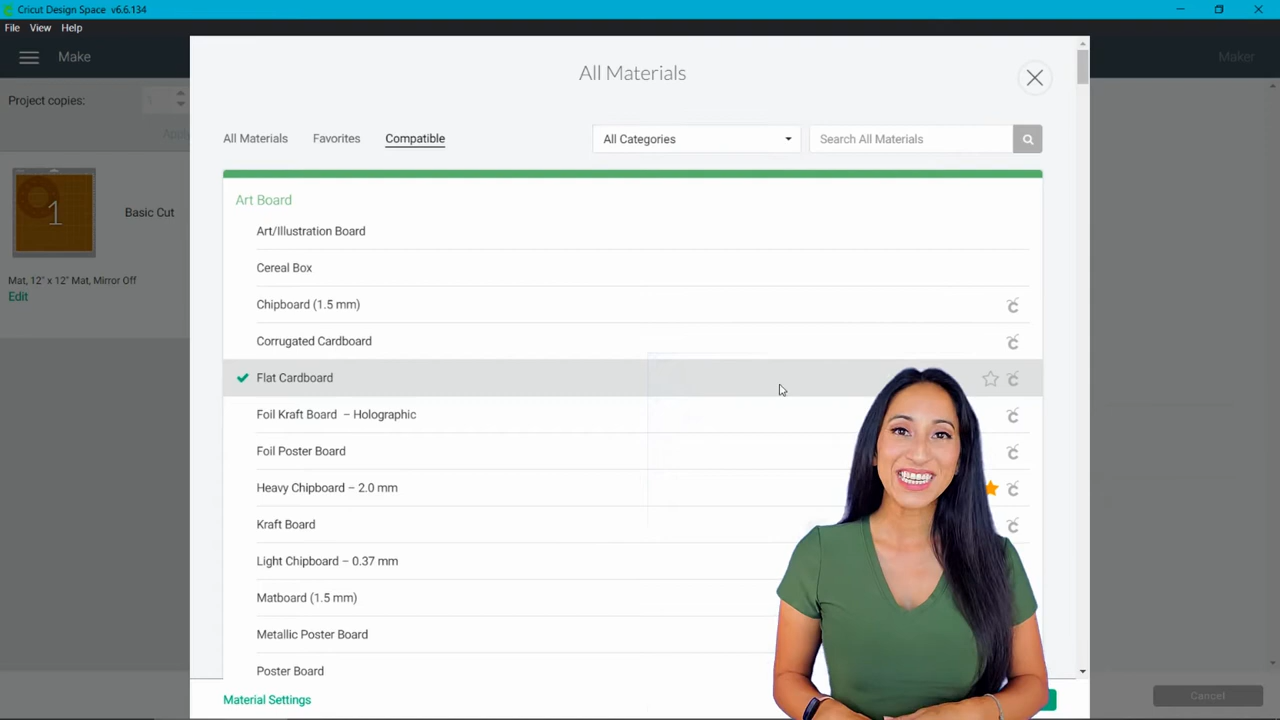 Cricut Design Space v6.6.134
File View Help
Make
Maker
Project copies:
1
Basic Cut
Mat, 12" x 12" Mat, Mirror Off
Edit
All Materials
All Materials Favorites Compatible
All Categories
Search All Materials
Art Board
Art/Illustration Board
Cereal Box
Chipboard (1.5 mm)
Corrugated Cardboard
Flat Cardboard
Foil Kraft Board – Holographic
Foil Poster Board
Heavy Chipboard – 2.0 mm
Kraft Board
Light Chipboard – 0.37 mm
Matboard (1.5 mm)
Metallic Poster Board
Poster Board
Material Settings
Cancel